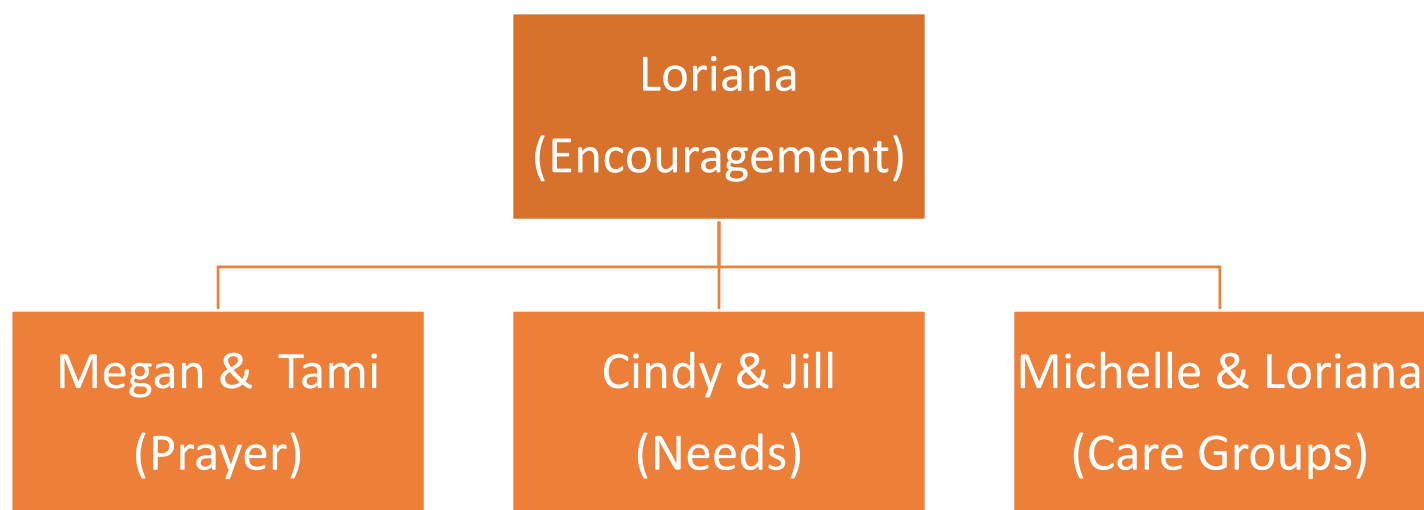 Loriana
(Encouragement)
Megan &  Tami
(Prayer)
Cindy & Jill
(Needs)
Michelle & Loriana
(Care Groups)